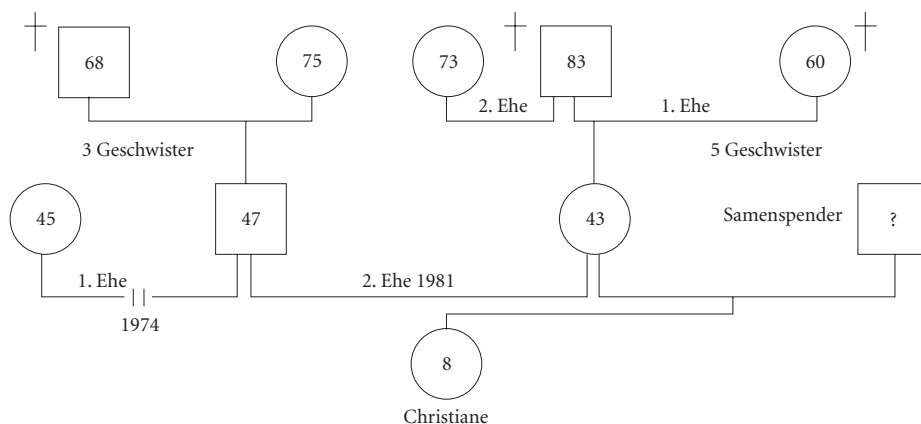 68
75
73
83
60
2. Ehe
1. Ehe
3 Geschwister
5 Geschwister
45
47
43
Samenspender
?
1. Ehe
2. Ehe 1981
1974
8
Christiane